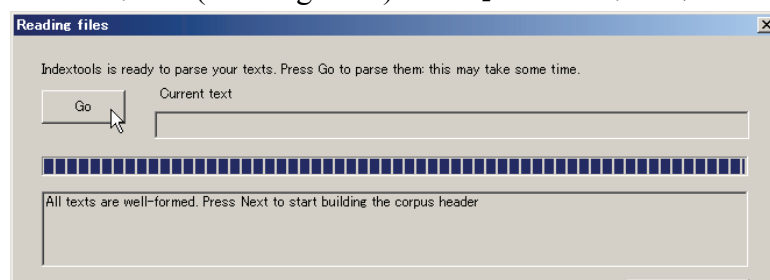 Reading files
Indextools is ready to parse your texts. Press Go to parse them: this may take some time.
Go
Current text
All texts are well-formed. Press Next to start building the corpus header